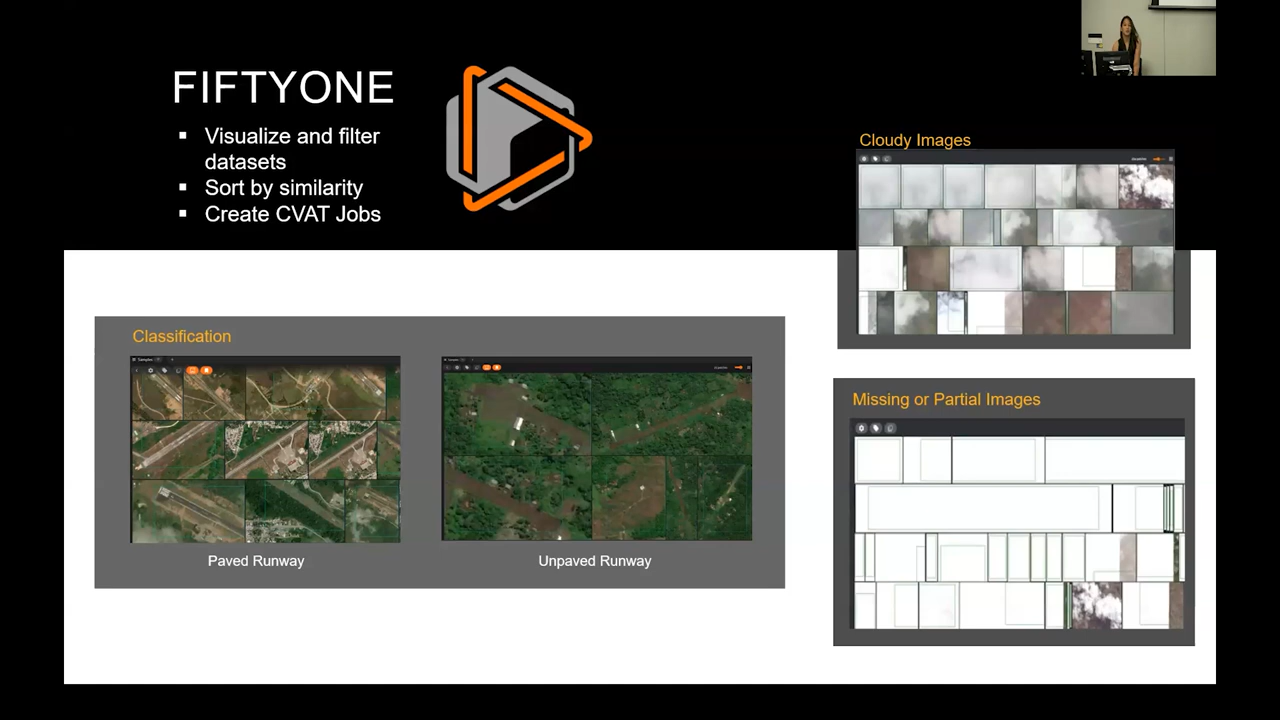 FIFTYONE
▪ Visualize and filter
datasets
▪ Sort by similarity
▪ Create CVAT Jobs
Cloudy Images
Classification
Samples
Paved Runway
Unpaved Runway
Missing or Partial Images